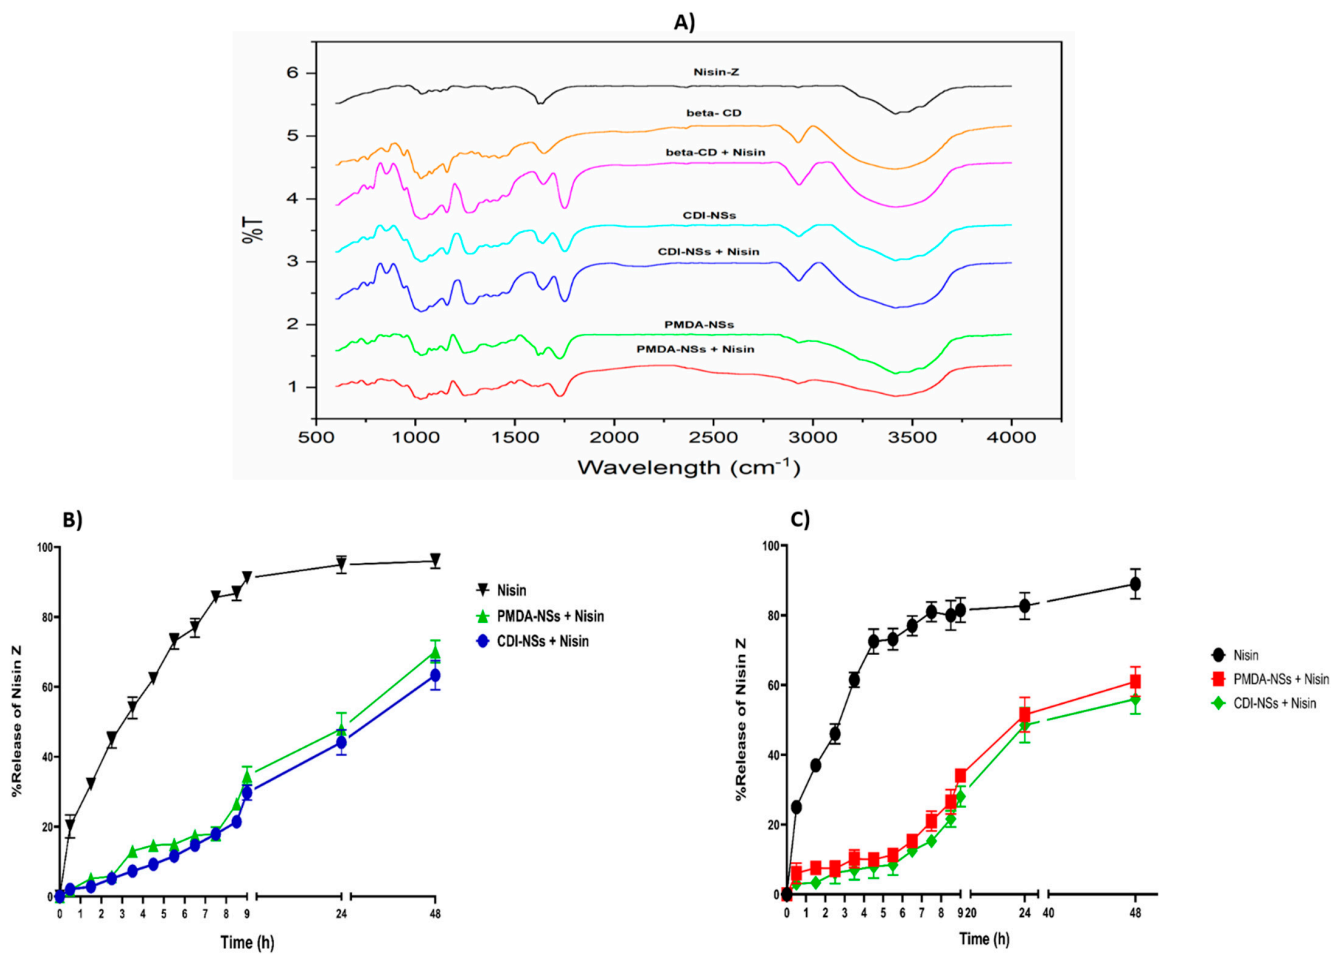 A)
6
5
4
3
2
1
%T
Nisin-Z
beta- CD
beta-CD + Nisin
CDI-NSs
CDI-NSs + Nisin
PMDA-NSs
PMDA-NSs + Nisin
500 1000 1500 2000 2500 3000 3500 4000
Wavelength (cm-1)
B)
100
80
60
40
20
0
%Release of Nisin Z
0 1 2 3 4 5 6 7 8 9 24 48
Time (h)
Nisin
PMDA-NSs + Nisin
CDI-NSs + Nisin
C)
100
80
60
40
20
0
%Release of Nisin Z
0 1 2 3 4 5 6 7 8 9 20 24 40 48
Time (h)
Nisin
PMDA-NSs + Nisin
CDI-NSs + Nisin